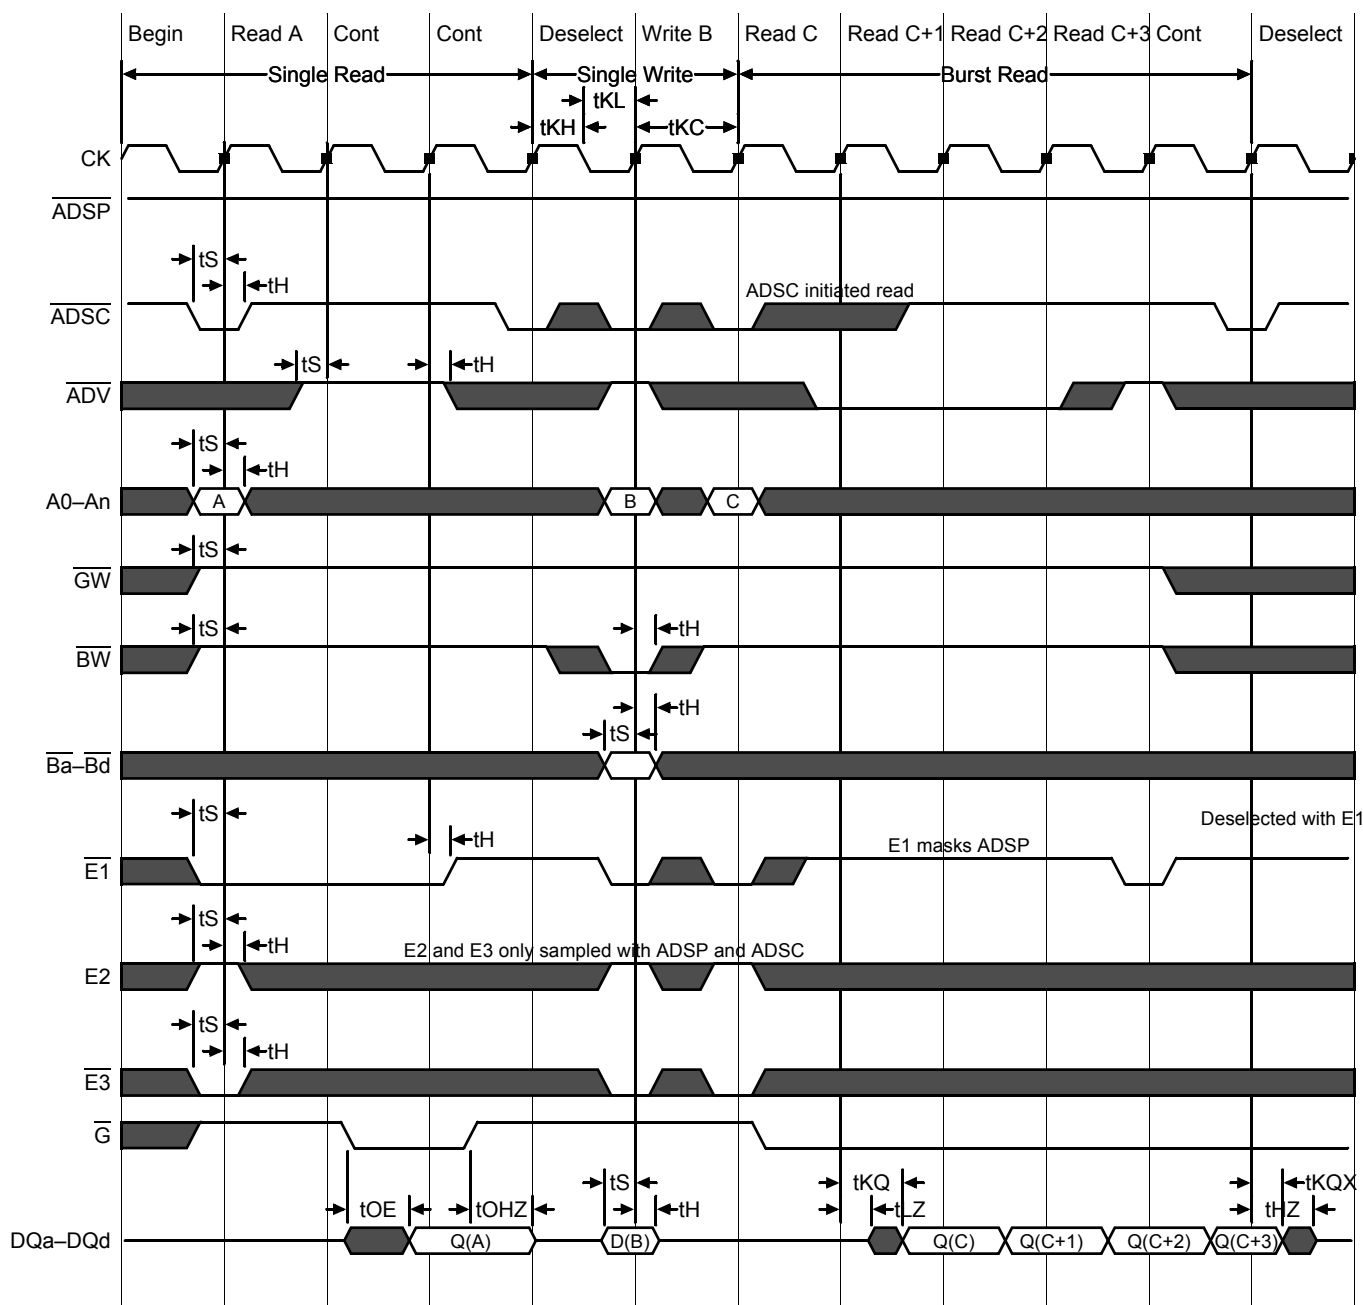 Begin Read A Cont Cont Deselect Write B Read C Read C+1 Read C+2 Read C+3 Cont Deselect
Single Read Single Write Burst Read
tKL
tKH tKC
CK
ADSP
tS
tH
ADSC initiated read
ADSC
tS tH
ADV
tS
tH
A0–An A B C
tS
GW
tS tH
BW
tH
tS
Ba–Bd
tS
Deselected with E1
tH
E1 masks ADSP
E1
tS
tH
E2 and E3 only sampled with ADSP and ADSC
E2
tS
tH
E3
G
tS tKQ tKQX
tOE tOHZ tH tLZ tHZ
DQa–DQd Q(A) D(B) Q(C) Q(C+1) Q(C+2) Q(C+3)